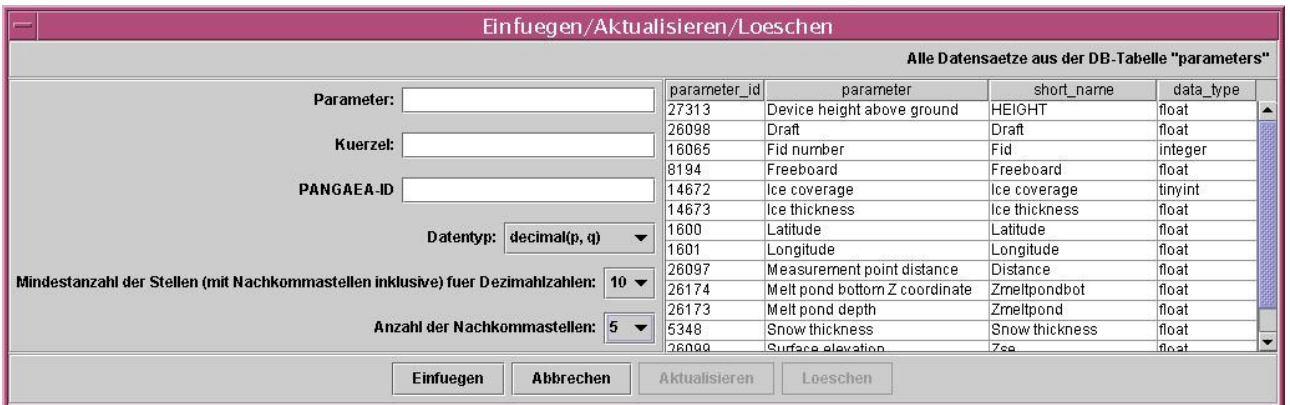 Einfuegen/Aktualisieren/Loeschen
Alle Datensaetze aus der DB-Tabelle "parameters"
Parameter:
Kuerzel:
PANGAEA-ID
Datentyp: decimal(p, q)
Mindestanzahl der Stellen (mit Nachkommastellen inklusive) fuer Dezimahlzahlen: 10
Anzahl der Nachkommastellen: 5
parameter_id parameter short_name data_type
27313 Device height above ground HEIGHT float
26098 Draft Draft float
16065 Fid number Fid integer
8194 Freeboard Freeboard float
14672 Ice coverage Ice coverage tinyint
14673 Ice thickness Ice thickness float
1600 Latitude Latitude float
1601 Longitude Longitude float
26097 Measurement point distance Distance float
26174 Melt pond bottom Z coordinate Zmeltpondbot float
26173 Melt pond depth Zmeltpond float
5348 Snow thickness Snow thickness float
26099 Surface elevation Zse float
Einfuegen Abbrechen Aktualisieren Loeschen